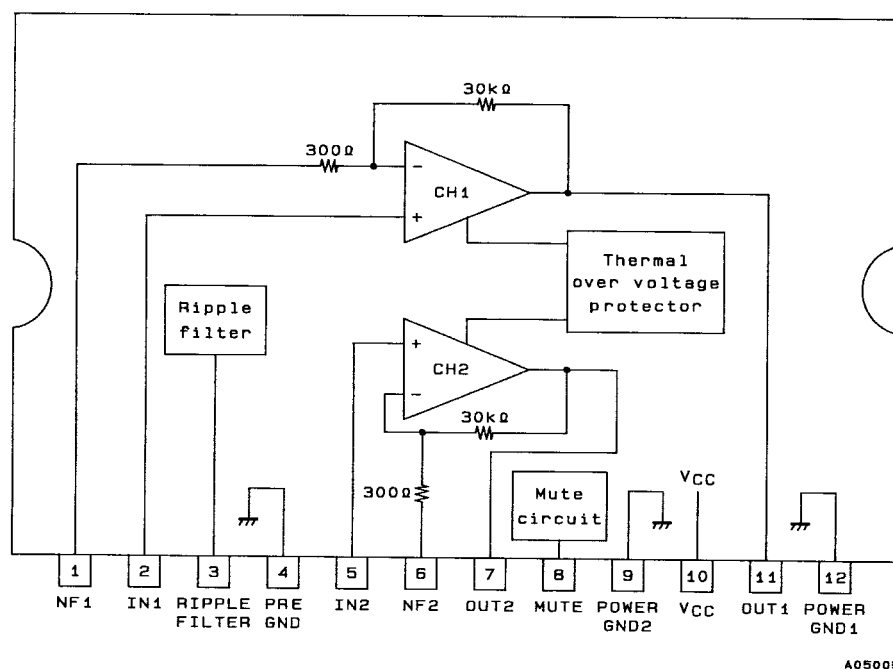 30kΩ
300Ω
−
CH1
+
Thermal
over voltage
protector
Ripple
filter
+
CH2
−
30kΩ
300Ω
Mute
circuit
VCC
1 2 3 4 5 6 7 8 9 10 11 12
NF1 IN1 RIPPLE FILTER PRE GND IN2 NF2 OUT2 MUTE POWER GND2 VCC OUT1 POWER GND1